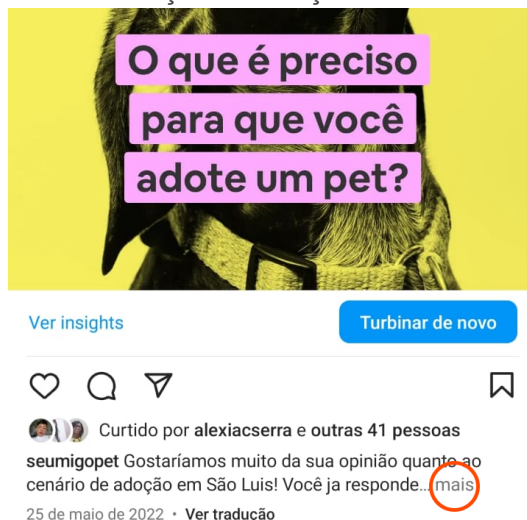 O que é preciso
para que você
adote um pet?
Ver insights
Turbinar de novo
Curtido por alexiacserra e outras 41 pessoas
seumigopet Gostaríamos muito da sua opinião quanto ao
cenário de adoção em São Luis! Você ja responde... mais
25 de maio de 2022 • Ver tradução